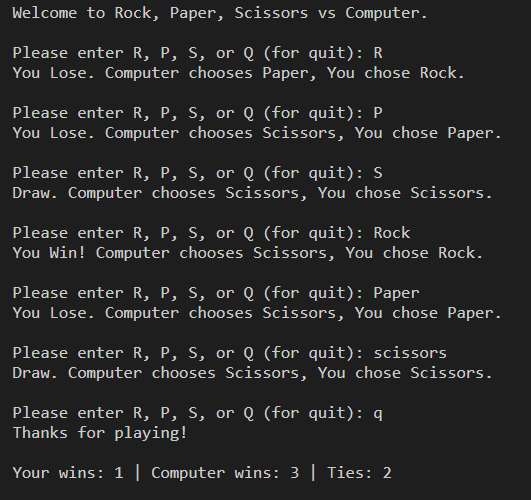 Welcome to Rock, Paper, Scissors vs Computer.
Please enter R, P, S, or Q (for quit): R
You Lose. Computer chooses Paper, You chose Rock.
Please enter R, P, S, or Q (for quit): P
You Lose. Computer chooses Scissors, You chose Paper.
Please enter R, P, S, or Q (for quit): S
Draw. Computer chooses Scissors, You chose Scissors.
Please enter R, P, S, or Q (for quit): Rock
You Win! Computer chooses Scissors, You chose Rock.
Please enter R, P, S, or Q (for quit): Paper
You Lose. Computer chooses Scissors, You chose Paper.
Please enter R, P, S, or Q (for quit): scissors
Draw. Computer chooses Scissors, You chose Scissors.
Please enter R, P, S, or Q (for quit): q
Thanks for playing!
Your wins: 1 | Computer wins: 3 | Ties: 2